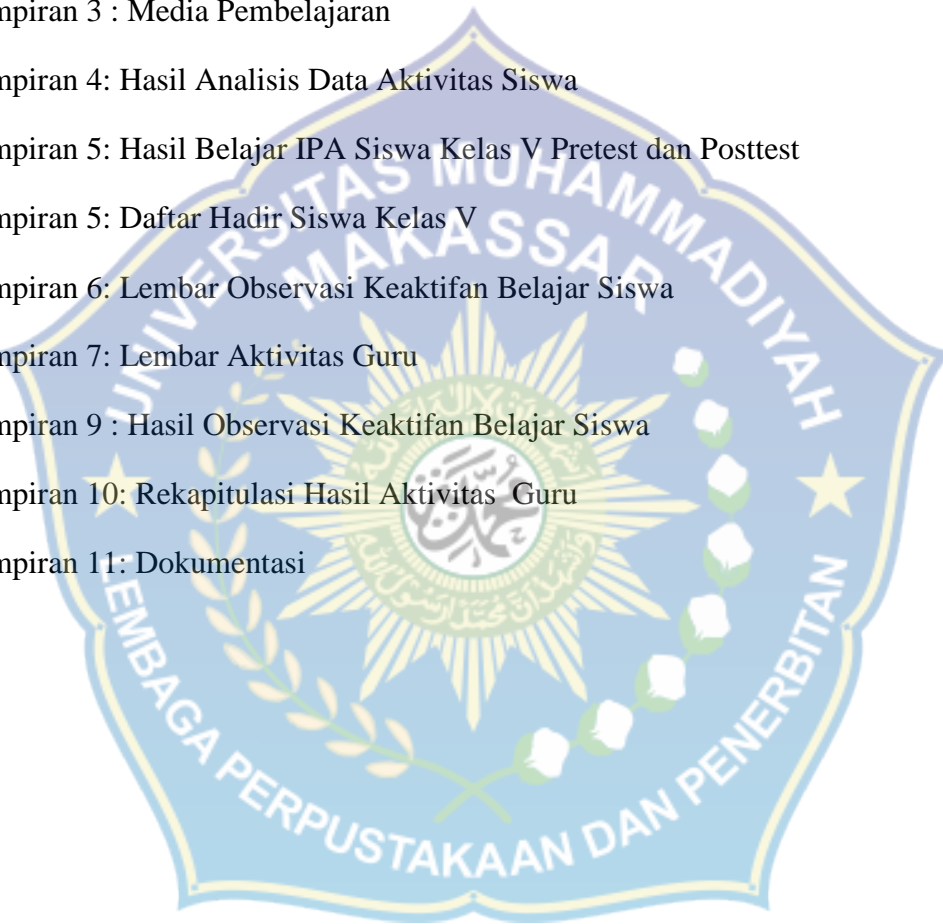 mpiran 3 : Media Pembelajaran
mpiran 4: Hasil Analisis Data Aktivitas Siswa
mpiran 5: Hasil Belajar IPA Siswa Kelas V Pretest dan Posttest
mpiran 5: Daftar Hadir Siswa Kelas V
mpiran 6: Lembar Observasi Keaktifan Belajar Siswa
mpiran 7: Lembar Aktivitas Guru
mpiran 9 : Hasil Observasi Keaktifan Belajar Siswa
mpiran 10: Rekapitulasi Hasil Aktivitas  Guru
mpiran 11: Dokumentasi
UNIVERSITAS MUHAMMADIYAH
MAKASSAR
LEMBAGA PERPUSTAKAAN DAN PENERBITAN